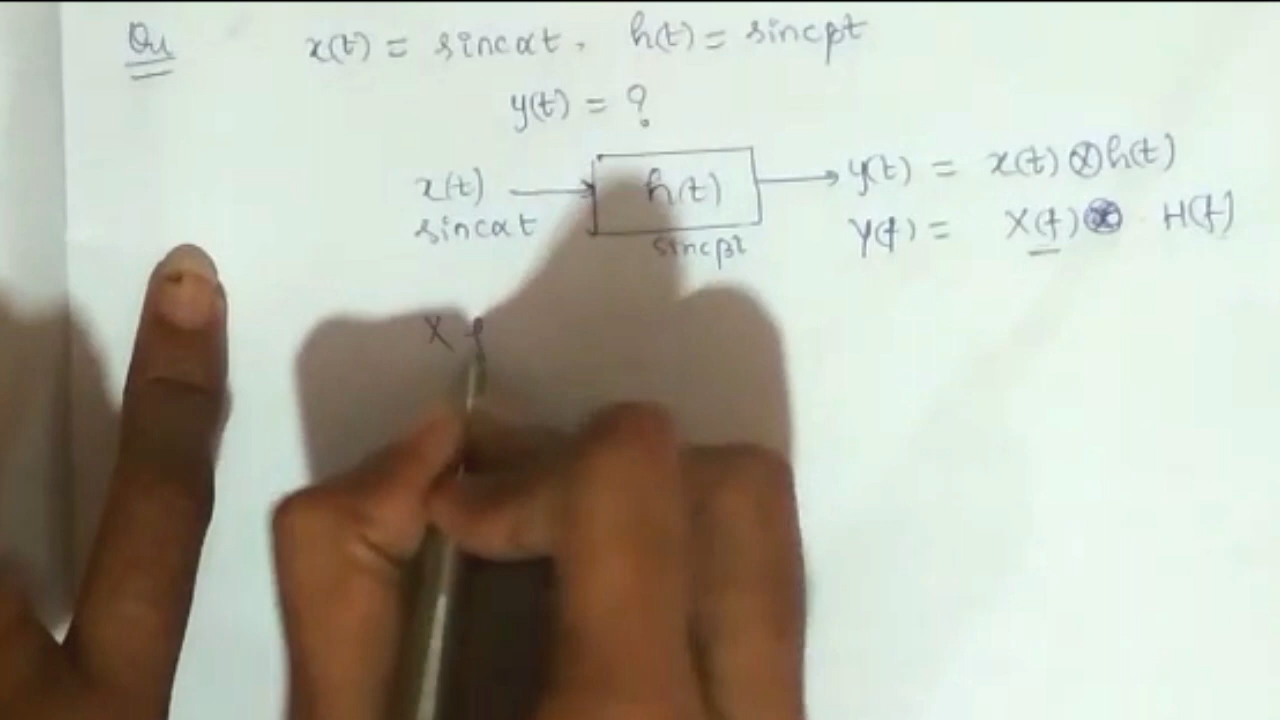 Qu x(t) = sincαt, h(t) = sincβt
y(t) = ?
x(t) → h(t) → y(t) = x(t) ⊗ h(t)
sincαt sincβt Y(f) = X(f) · H(f)
X f